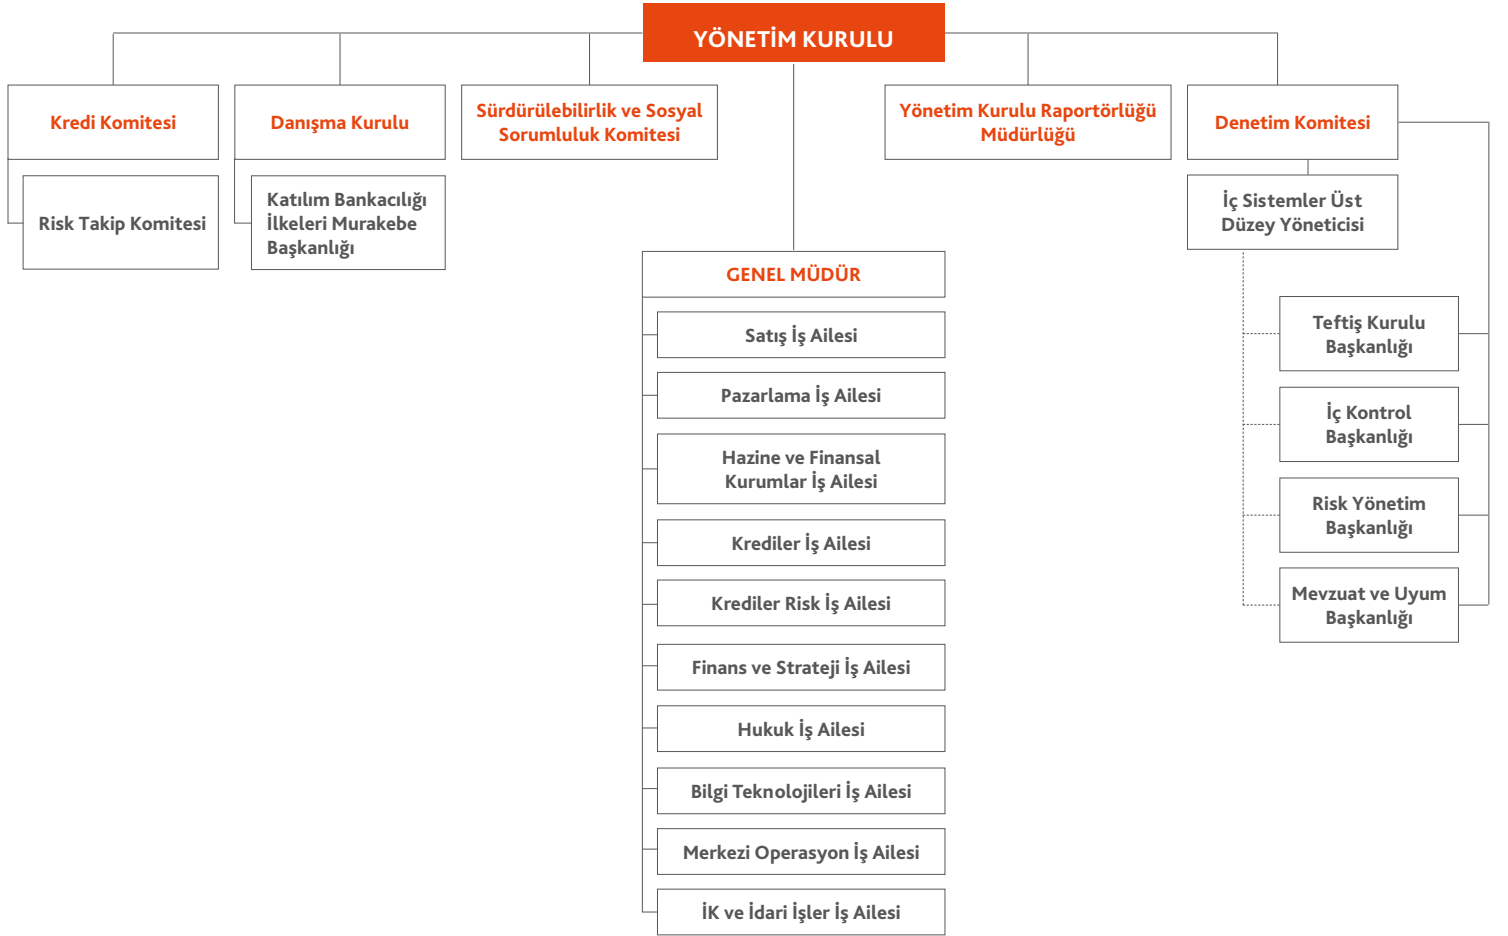 YÖNETİM KURULU
Kredi Komitesi
Danışma Kurulu
Sürdürülebilirlik ve Sosyal
Sorumluluk Komitesi
Yönetim Kurulu Raportörlüğü
Müdürlüğü
Denetim Komitesi
Risk Takip Komitesi
Katılım Bankacılığı
İlkeleri Murakebe
Başkanlığı
İç Sistemler Üst
Düzey Yöneticisi
GENEL MÜDÜR
Satış İş Ailesi
Pazarlama İş Ailesi
Hazine ve Finansal
Kurumlar İş Ailesi
Krediler İş Ailesi
Krediler Risk İş Ailesi
Finans ve Strateji İş Ailesi
Hukuk İş Ailesi
Bilgi Teknolojileri İş Ailesi
Merkezi Operasyon İş Ailesi
İK ve İdari İşler İş Ailesi
Teftiş Kurulu
Başkanlığı
İç Kontrol
Başkanlığı
Risk Yönetim
Başkanlığı
Mevzuat ve Uyum
Başkanlığı